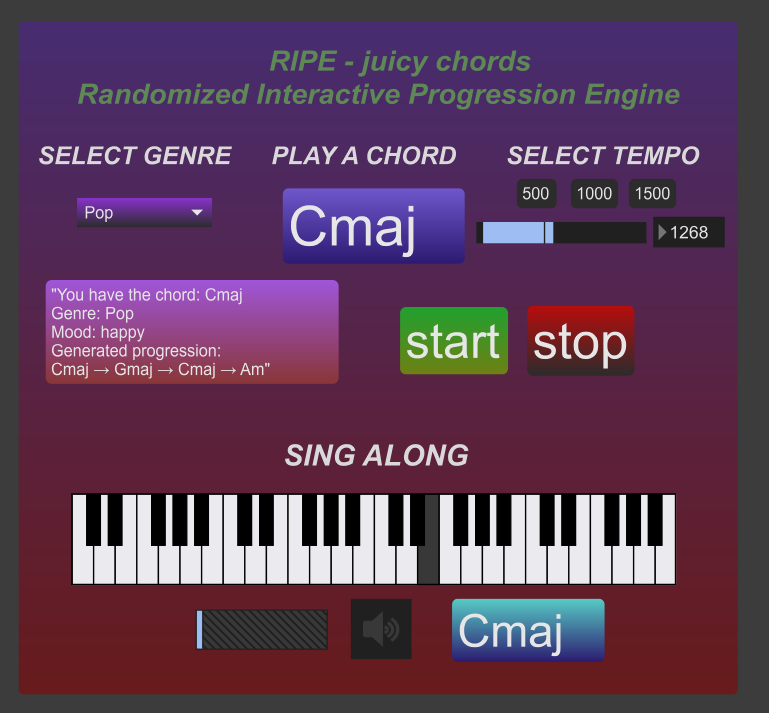 RIPE - juicy chords
Randomized Interactive Progression Engine
SELECT GENRE
PLAY A CHORD
SELECT TEMPO
Pop
Cmaj
500
1000
1500
1268
"You have the chord: Cmaj
Genre: Pop
Mood: happy
Generated progression:
Cmaj → Gmaj → Cmaj → Am"
start
stop
SING ALONG
Cmaj